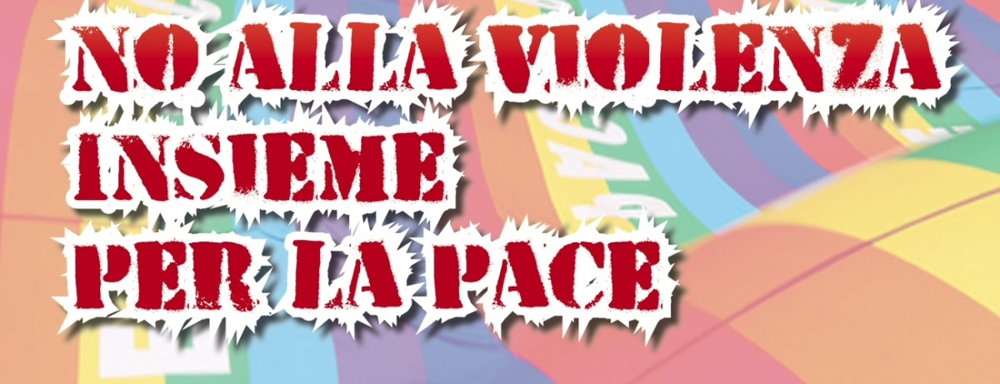 NO ALLA VIOLENZA
INSIEME
PER LA PACE